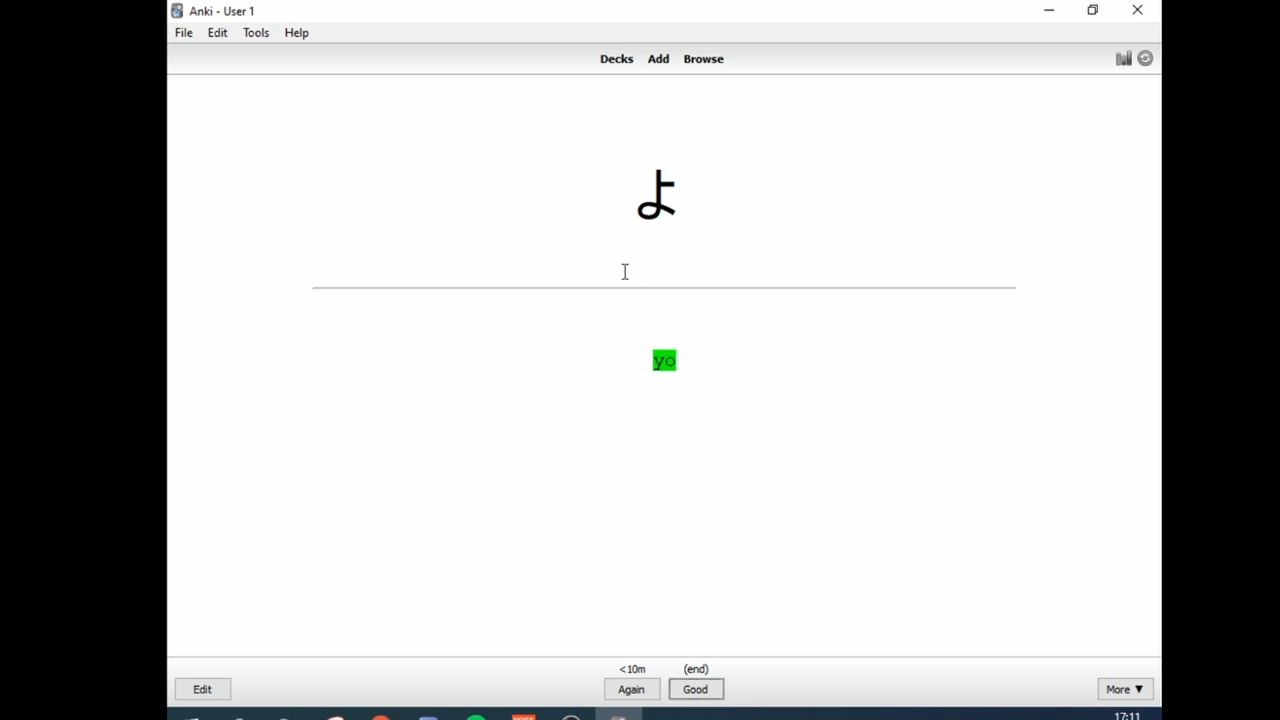 Anki - User 1
File Edit Tools Help
Decks Add Browse
よ
yo
<10m (end)
Edit Again Good More ▼
17:11